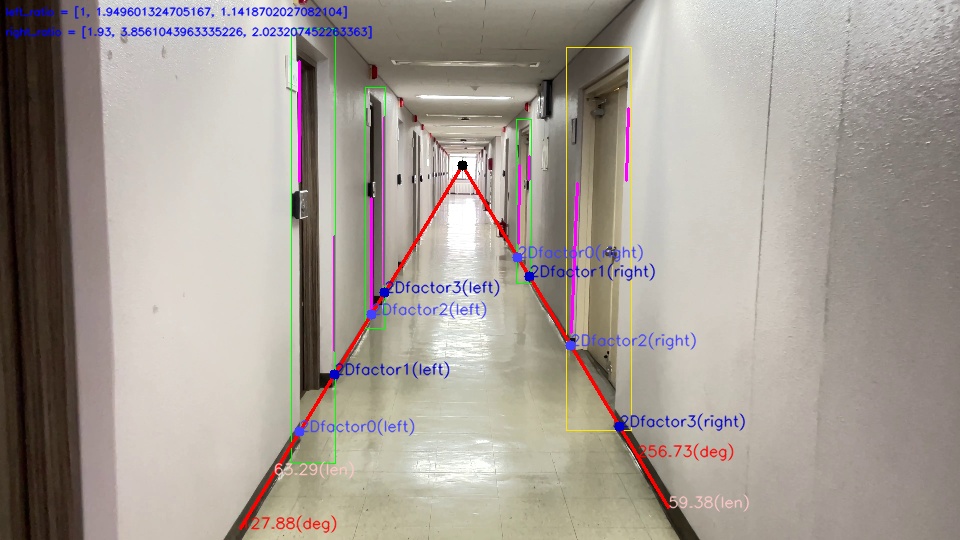 left_ratio = [1, 1.949601324705167, 1.1418702027082104]
right_ratio = [1.93, 3.8561043963335226, 2.023207452263363]
2Dfactor0(right)
2Dfactor1(right)
2Dfactor3(left)
2Dfactor2(left)
2Dfactor2(right)
2Dfactor1(left)
2Dfactor3(right)
2Dfactor0(left)
256.73(deg)
63.29(len)
59.38(len)
27.88(deg)